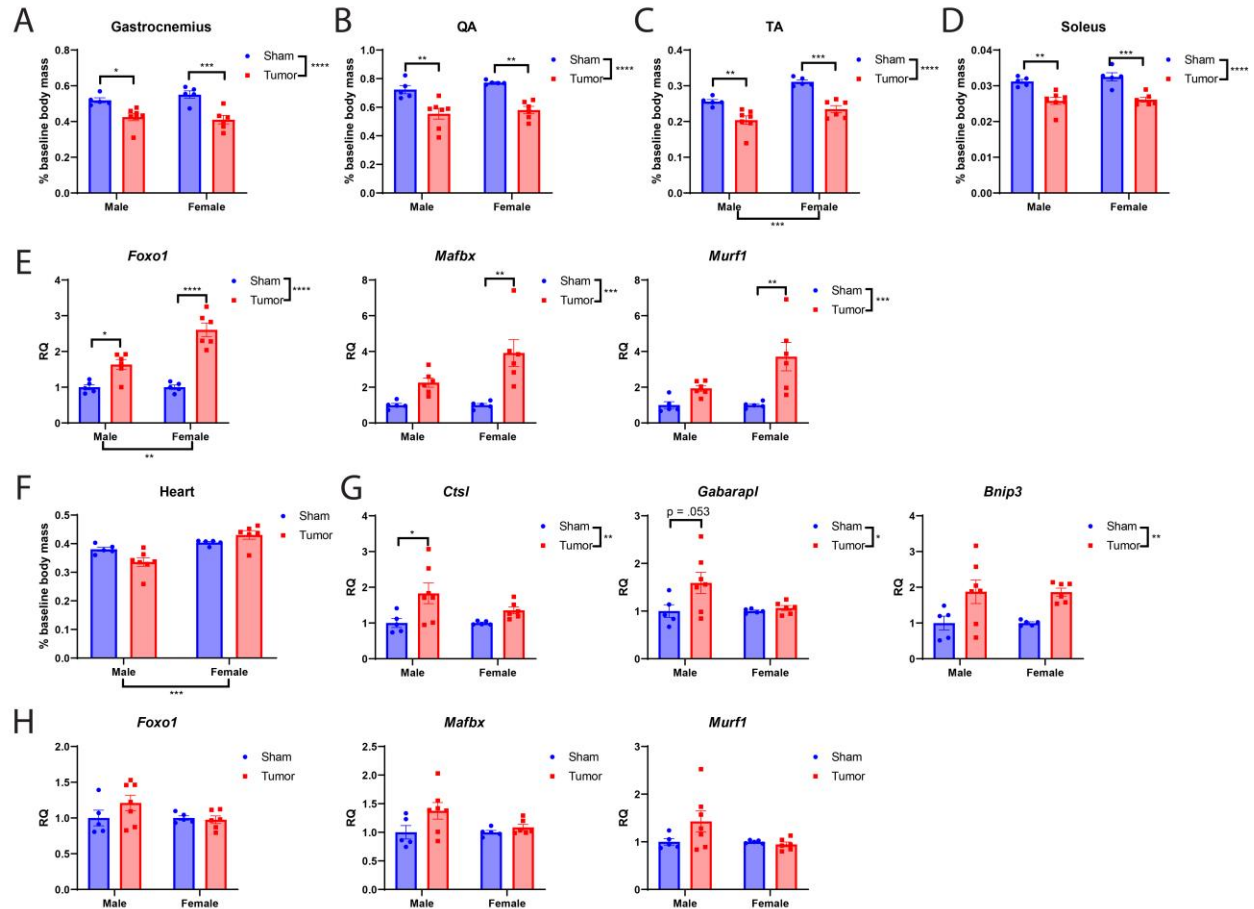 A
Gastrocnemius
% baseline body mass
0.8
0.6
0.4
0.2
0.0
*
***
Sham
Tumor
****
Male
Female
B
QA
% baseline body mass
1.0
0.8
0.6
0.4
0.2
0.0
**
**
Sham
Tumor
****
Male
Female
C
TA
% baseline body mass
0.4
0.3
0.2
0.1
0.0
**
***
Sham
Tumor
****
Male
Female
***
D
Soleus
% baseline body mass
0.04
0.03
0.02
0.01
0.00
**
***
Sham
Tumor
****
Male
Female
E
Foxo1
RQ
4
3
2
1
0
*
****
Sham
Tumor
****
Male
Female
**
Mafbx
RQ
8
6
4
2
0
**
Sham
Tumor
***
Male
Female
Murf1
RQ
8
6
4
2
0
**
Sham
Tumor
***
Male
Female
F
Heart
% baseline body mass
0.5
0.4
0.3
0.2
0.1
0.0
Sham
Tumor
Male
Female
***
G
Ctsl
RQ
4
3
2
1
0
*
Sham
Tumor
**
Male
Female
Gabarapl
RQ
3
2
1
0
p = .053
Sham
Tumor
*
Male
Female
Bnip3
RQ
4
3
2
1
0
Sham
Tumor
**
Male
Female
H
Foxo1
RQ
2.0
1.5
1.0
0.5
0.0
Sham
Tumor
Male
Female
Mafbx
RQ
2.5
2.0
1.5
1.0
0.5
0.0
Sham
Tumor
Male
Female
Murf1
RQ
3
2
1
0
Sham
Tumor
Male
Female